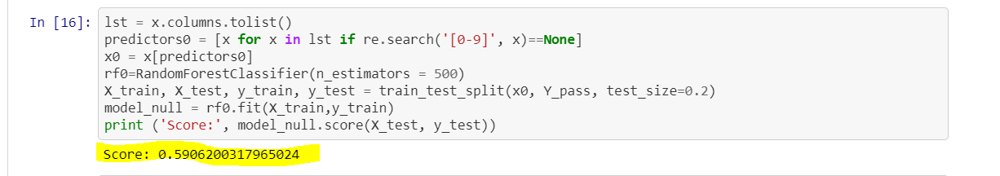 In [16]: lst = x.columns.tolist()
predictors0 = [x for x in lst if re.search('[0-9]', x)==None]
x0 = x[predictors0]
rf0=RandomForestClassifier(n_estimators = 500)
X_train, X_test, y_train, y_test = train_test_split(x0, Y_pass, test_size=0.2)
model_null = rf0.fit(X_train,y_train)
print ('Score:', model_null.score(X_test, y_test))
Score: 0.5906200317965024